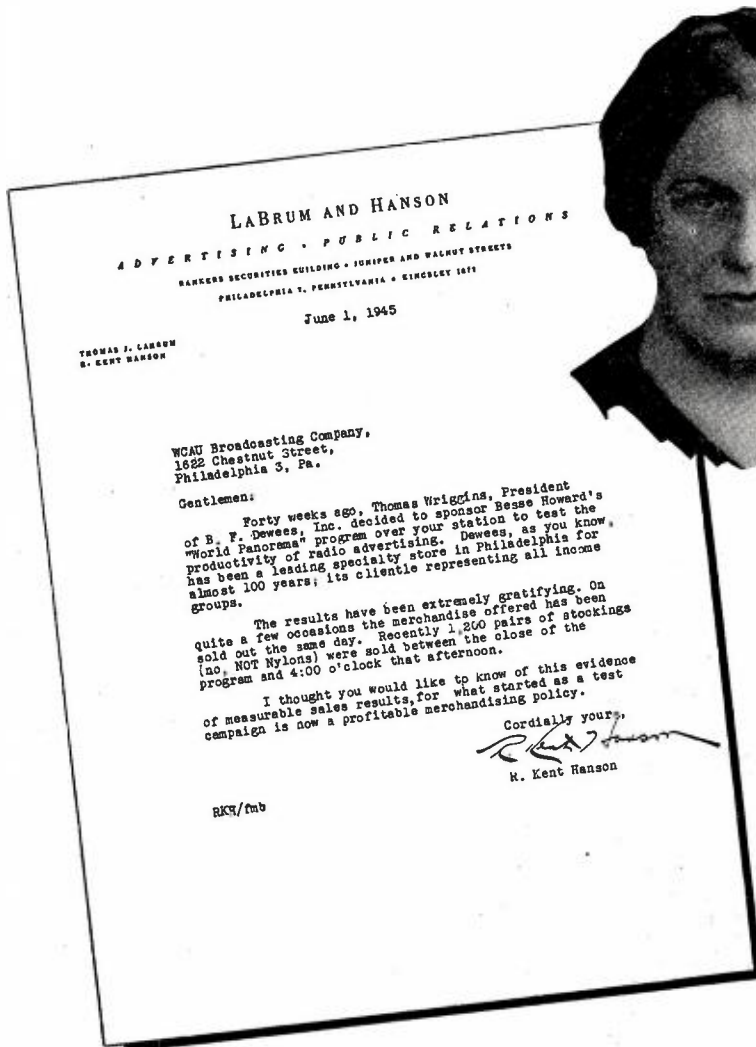 LABRUM AND HANSON
ADVERTISING • PUBLIC RELATIONS
BANKERS SECURITIES BUILDING • JUNIPER AND WALNUT STREETS
PHILADELPHIA 7, PENNSYLVANIA • KINGSLEY
June 1, 1945
THOMAS J. LABRUM
R. KENT HANSON
WCAU Broadcasting Company,
1622 Chestnut Street,
Philadelphia 3, Pa.
Gentlemen:
Forty weeks ago, Thomas Wriggins, President
of B. F. Dewees, Inc. decided to sponsor Besse Howard's
"World Panorama" program over your station to test the
productivity of radio advertising. Dewees, as you know,
has been a leading specialty store in Philadelphia for
almost 100 years; its clientle representing all income
groups.
The results have been extremely gratifying. On
quite a few occasions the merchandise offered has been
sold out the same day. Recently 1,200 pairs of stockings
(no, NOT Nylons) were sold between the close of the
program and 4:00 o'clock that afternoon.
I thought you would like to know of this evidence
of measurable sales results, for what started as a test
campaign is now a profitable merchandising policy.
Cordially yours,
R. Kent Hanson
R. Kent Hanson
RKH/fmb